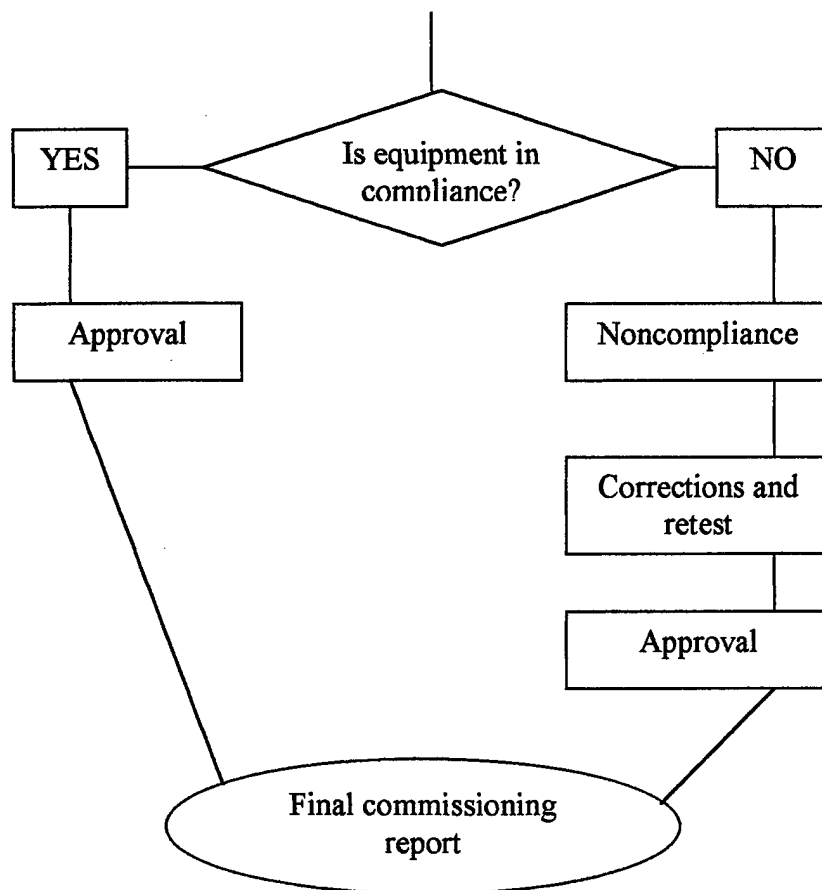 YES
Is equipment in
compliance?
NO
Approval
Noncompliance
Corrections and
retest
Approval
Final commissioning
report